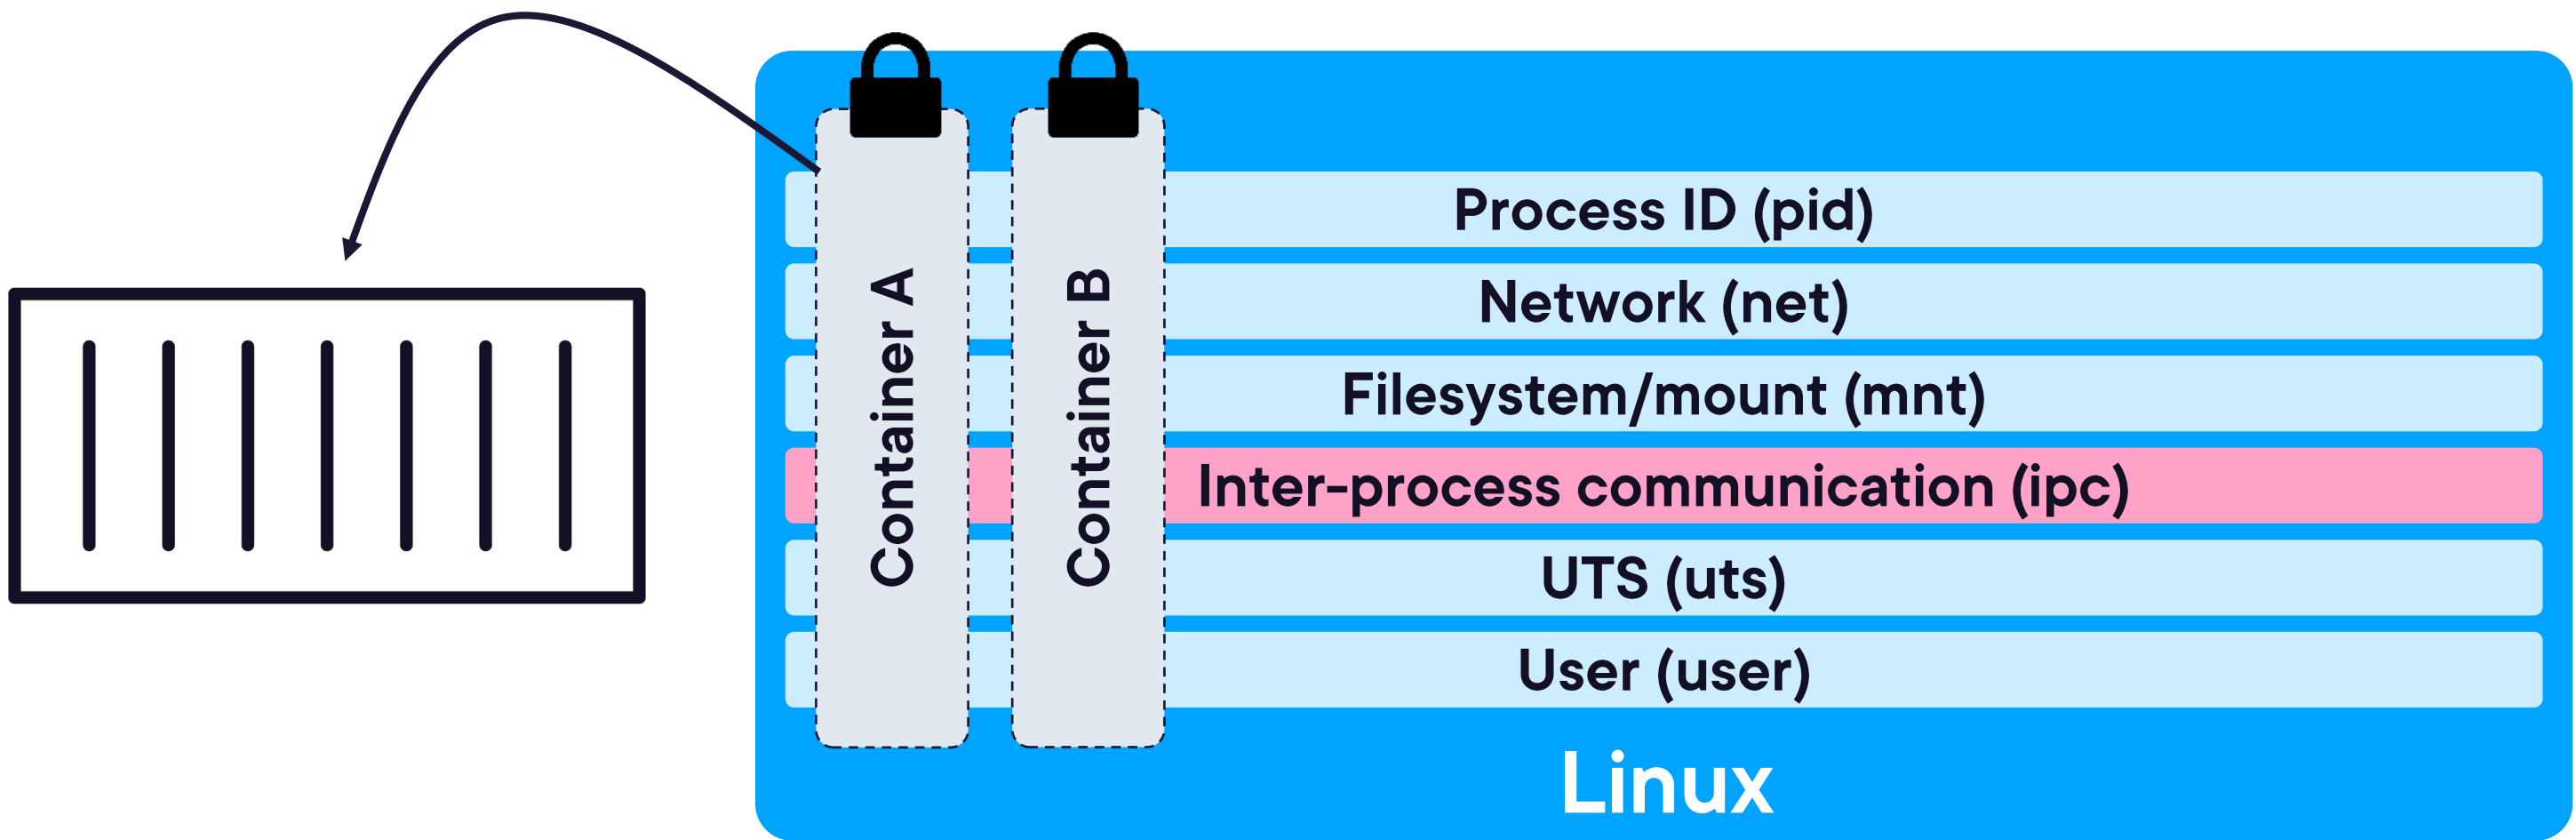 Container A
Container B
Process ID (pid)
Network (net)
Filesystem/mount (mnt)
Inter-process communication (ipc)
UTS (uts)
User (user)
Linux